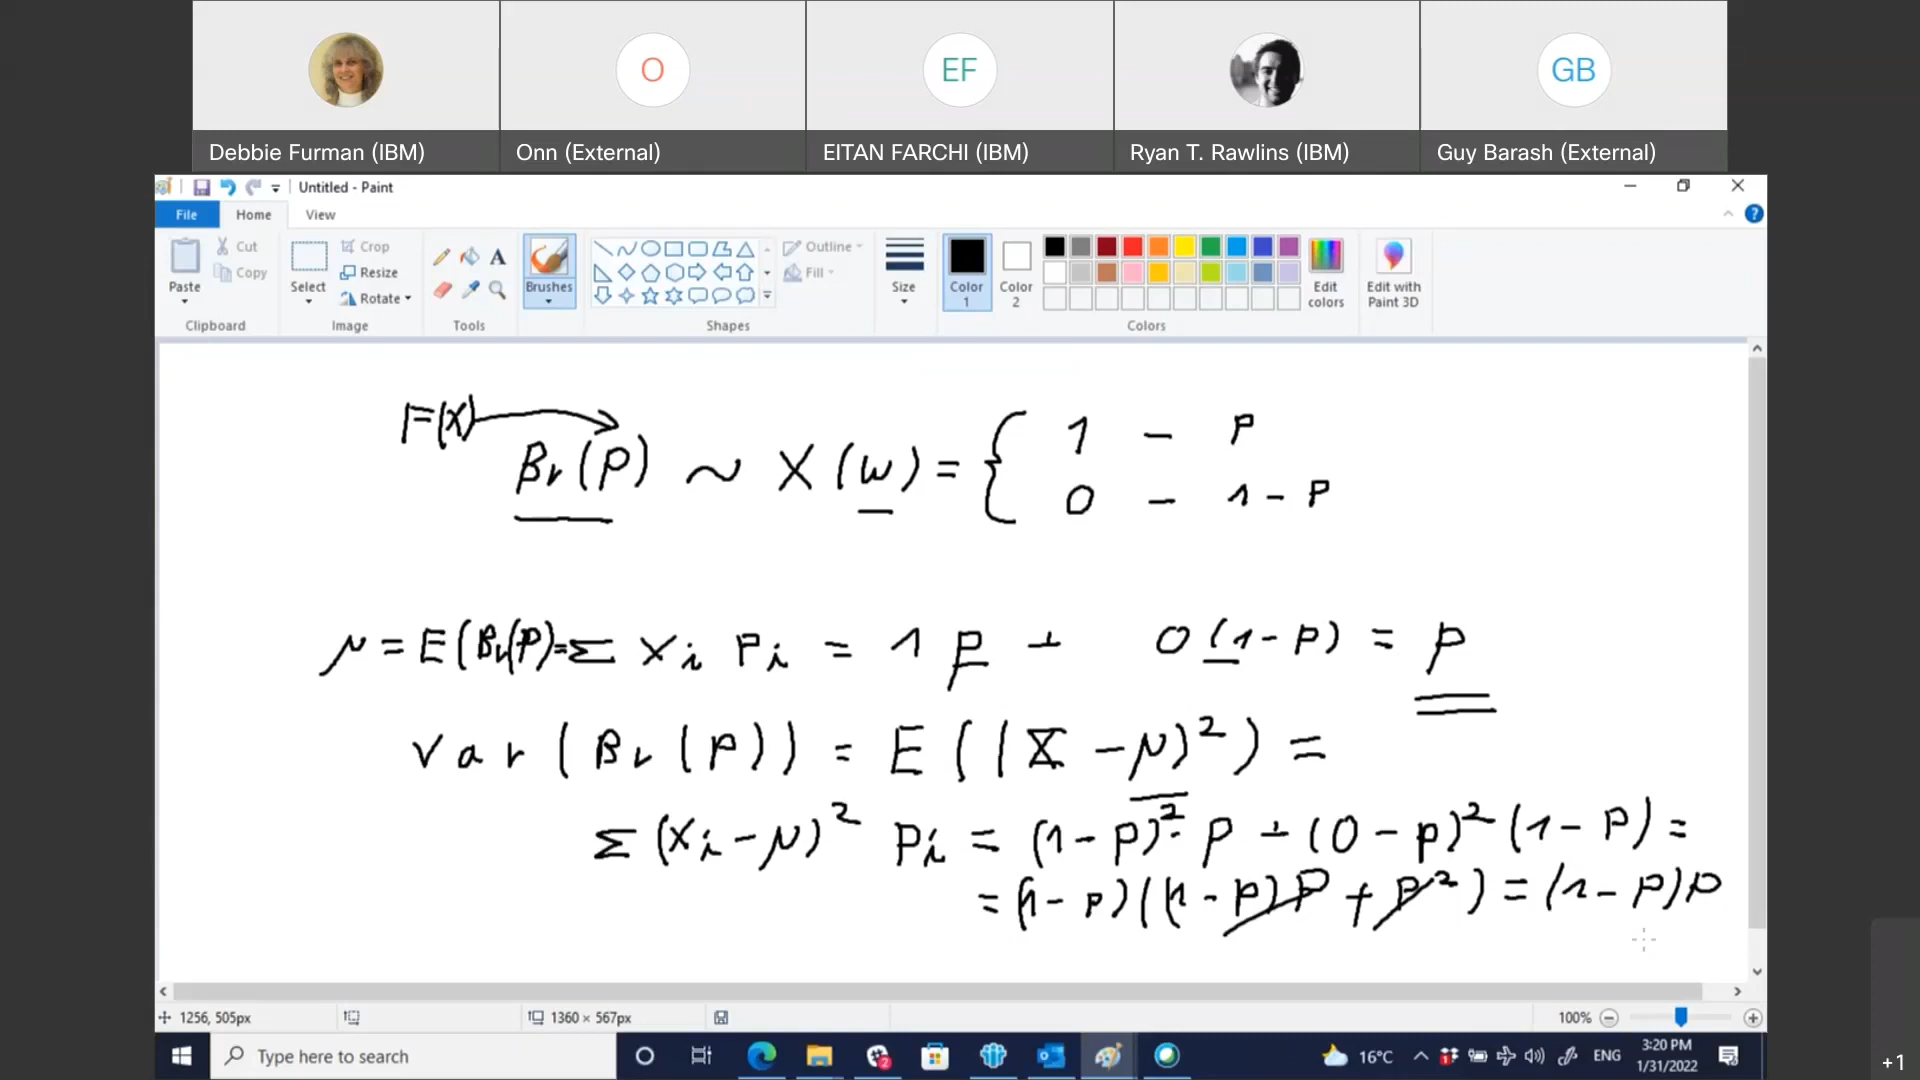 O EF GB
Debbie Furman (IBM) Onn (External) EITAN FARCHI (IBM) Ryan T. Rawlins (IBM) Guy Barash (External)
Untitled - Paint
File Home View
Cut Crop Outline Fill
Copy Resize
Paste Select Rotate Brushes Size Color 1 Color 2 Edit colors Edit with Paint 3D
Clipboard Image Tools Shapes Colors
F(X)
Br(p) ~ X(w) = { 1 - P
0 - 1-P
μ = E(Br(P)=Σ xi Pi = 1 P + 0(1-P) = p
Var(Br(P)) = E((X-μ)²) =
Σ(xi-μ)² Pi = (1-p)²·P + (0-p)²(1-P) =
= (1-P)((1-p)P + P²) = (1-P)P
1256, 505px 1360 × 567px 100%
Type here to search 16°C ENG 3:20 PM
1/31/2022
+1